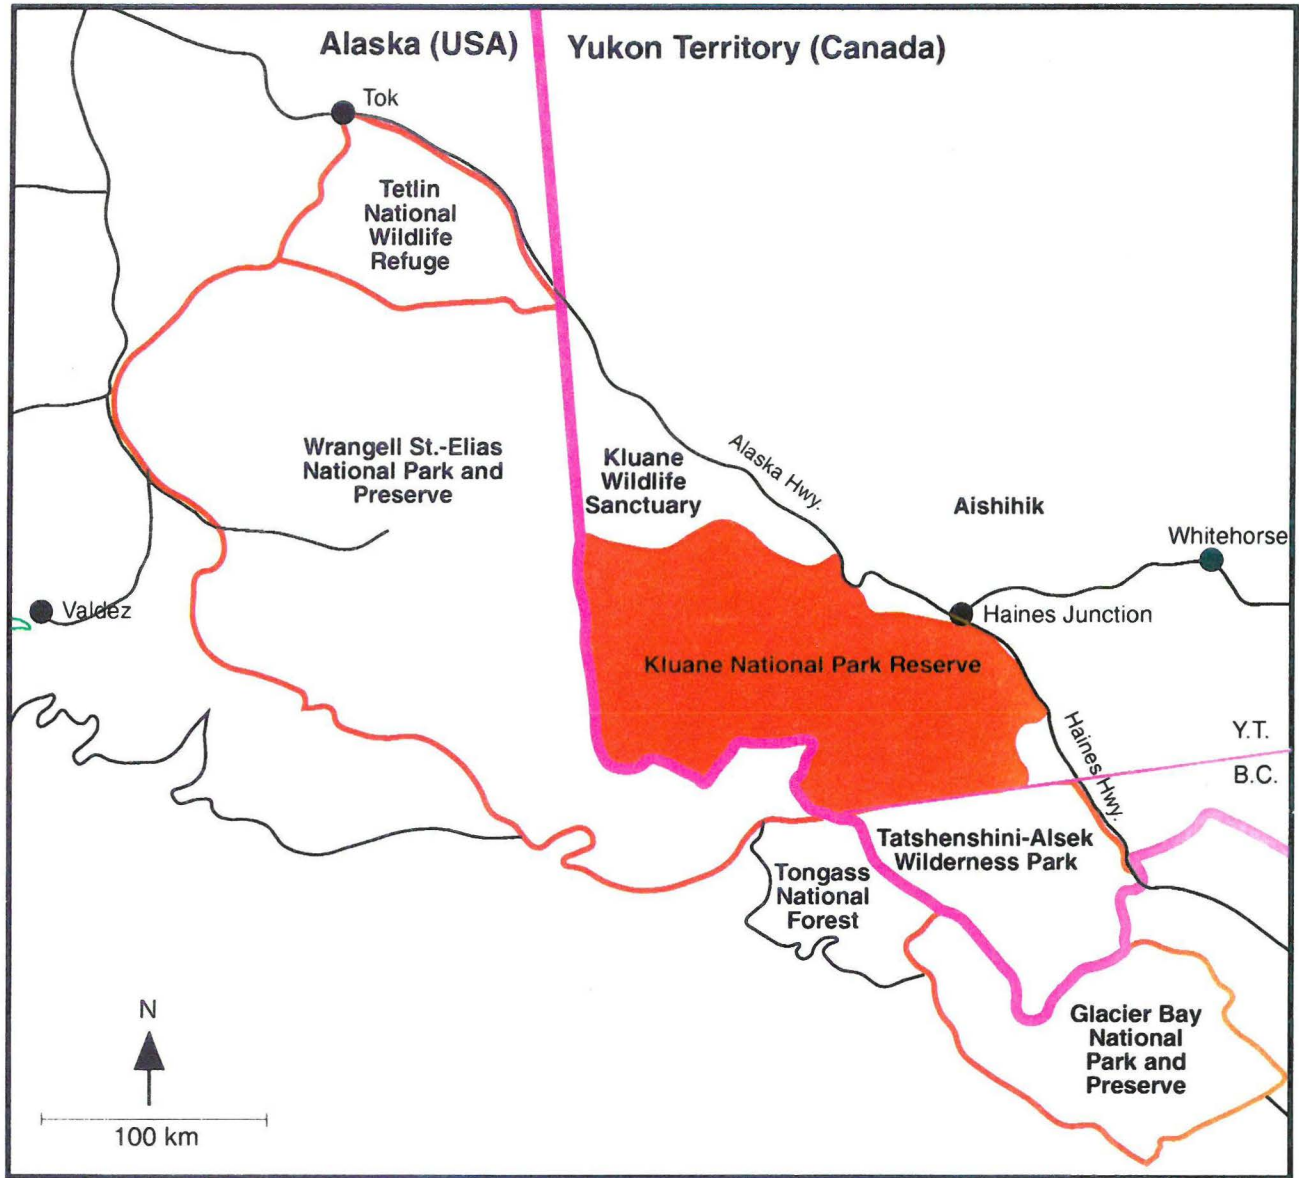 Alaska (USA)
Yukon Territory (Canada)
Tok
Tetlin
National
Wildlife
Refuge
Wrangell St.-Elias
National Park and
Preserve
Kluane
Wildlife
Sanctuary
Alaska Hwy.
Aishihik
Whitehorse
Valdez
Haines Junction
Kluane National Park Reserve
Haines Hwy.
Y.T.
B.C.
Tatshenshini-Alsek
Wilderness Park
Tongass
National
Forest
Glacier Bay
National
Park and
Preserve
N
100 km